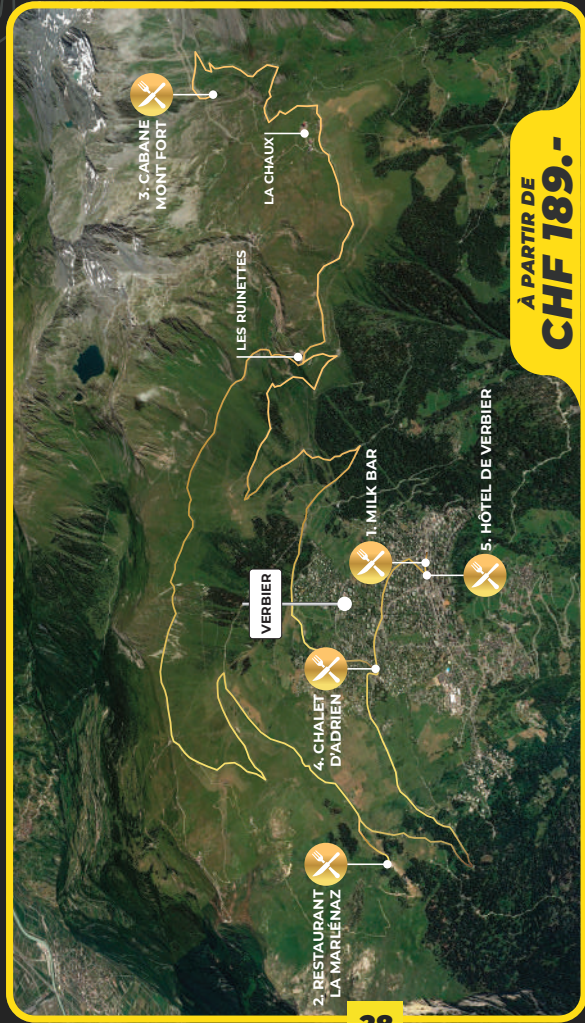 2. RESTAURANT
LA MARLÉNAZ
4. CHALET
D'ADRIEN
VERBIER
1. MILK BAR
5. HÔTEL DE VERBIER
LES RUINETTES
LA CHAUX
3. CABANE
MONT FORT
À PARTIR DE
CHF 189.-
28